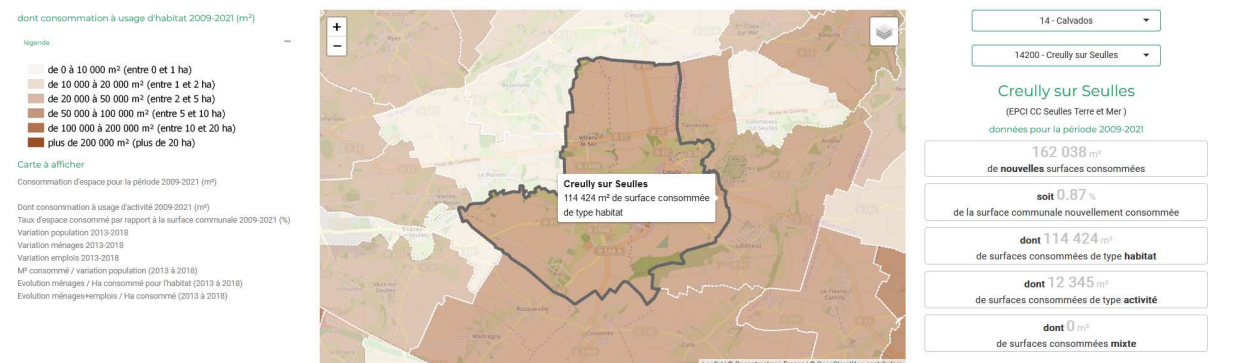 dont consommation à usage d'habitat 2009-2021 (m²)
légende
de 0 à 10 000 m² (entre 0 et 1 ha)
de 10 000 à 20 000 m² (entre 1 et 2 ha)
de 20 000 à 50 000 m² (entre 2 et 5 ha)
de 50 000 à 100 000 m² (entre 5 et 10 ha)
de 100 000 à 200 000 m² (entre 10 et 20 ha)
plus de 200 000 m² (plus de 20 ha)
Carte à afficher
Consommation d'espace pour la période 2009-2021 (m²)
Dont consommation à usage d'activité 2009-2021 (m²)
Taux d'espace consommé par rapport à la surface communale 2009-2021 (%)
Variation population 2013-2018
Variation ménages 2013-2018
Variation emplois 2013-2018
M² consommé / variation population (2013 à 2018)
Evolution ménages / Ha consommé pour l'habitat (2013 à 2018)
Evolution ménages+emplois / Ha consommé (2013 à 2018)
+
−
Villiers
le-Sec
Creully sur Seulles
114 424 m² de surface consommée
de type habitat
Lantheuil
Rucqueville
Martragny
Coulombs
Cully
14 - Calvados
14200 - Creully sur Seulles
Creully sur Seulles
(EPCI CC Seulles Terre et Mer )
données pour la période 2009-2021
162 038 m²
de nouvelles surfaces consommées
soit 0.87 %
de la surface communale nouvellement consommée
dont 114 424 m²
de surfaces consommées de type habitat
dont 12 345 m²
de surfaces consommées de type activité
dont 0 m²
de surfaces consommées mixte